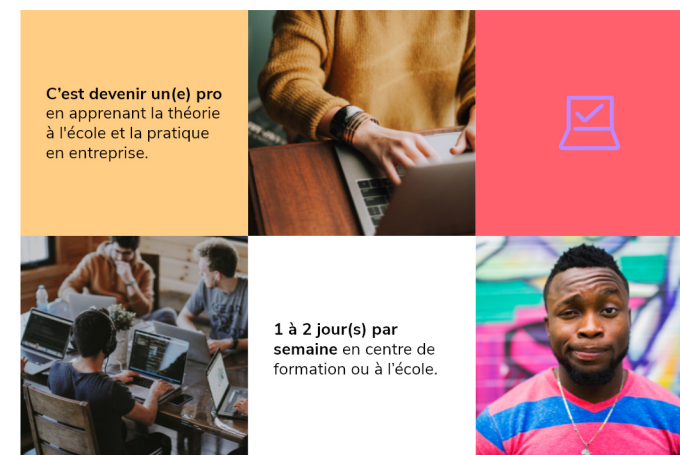 C'est devenir un(e) pro
en apprenant la théorie
à l'école et la pratique
en entreprise.
1 à 2 jour(s) par
semaine en centre de
formation ou à l'école.